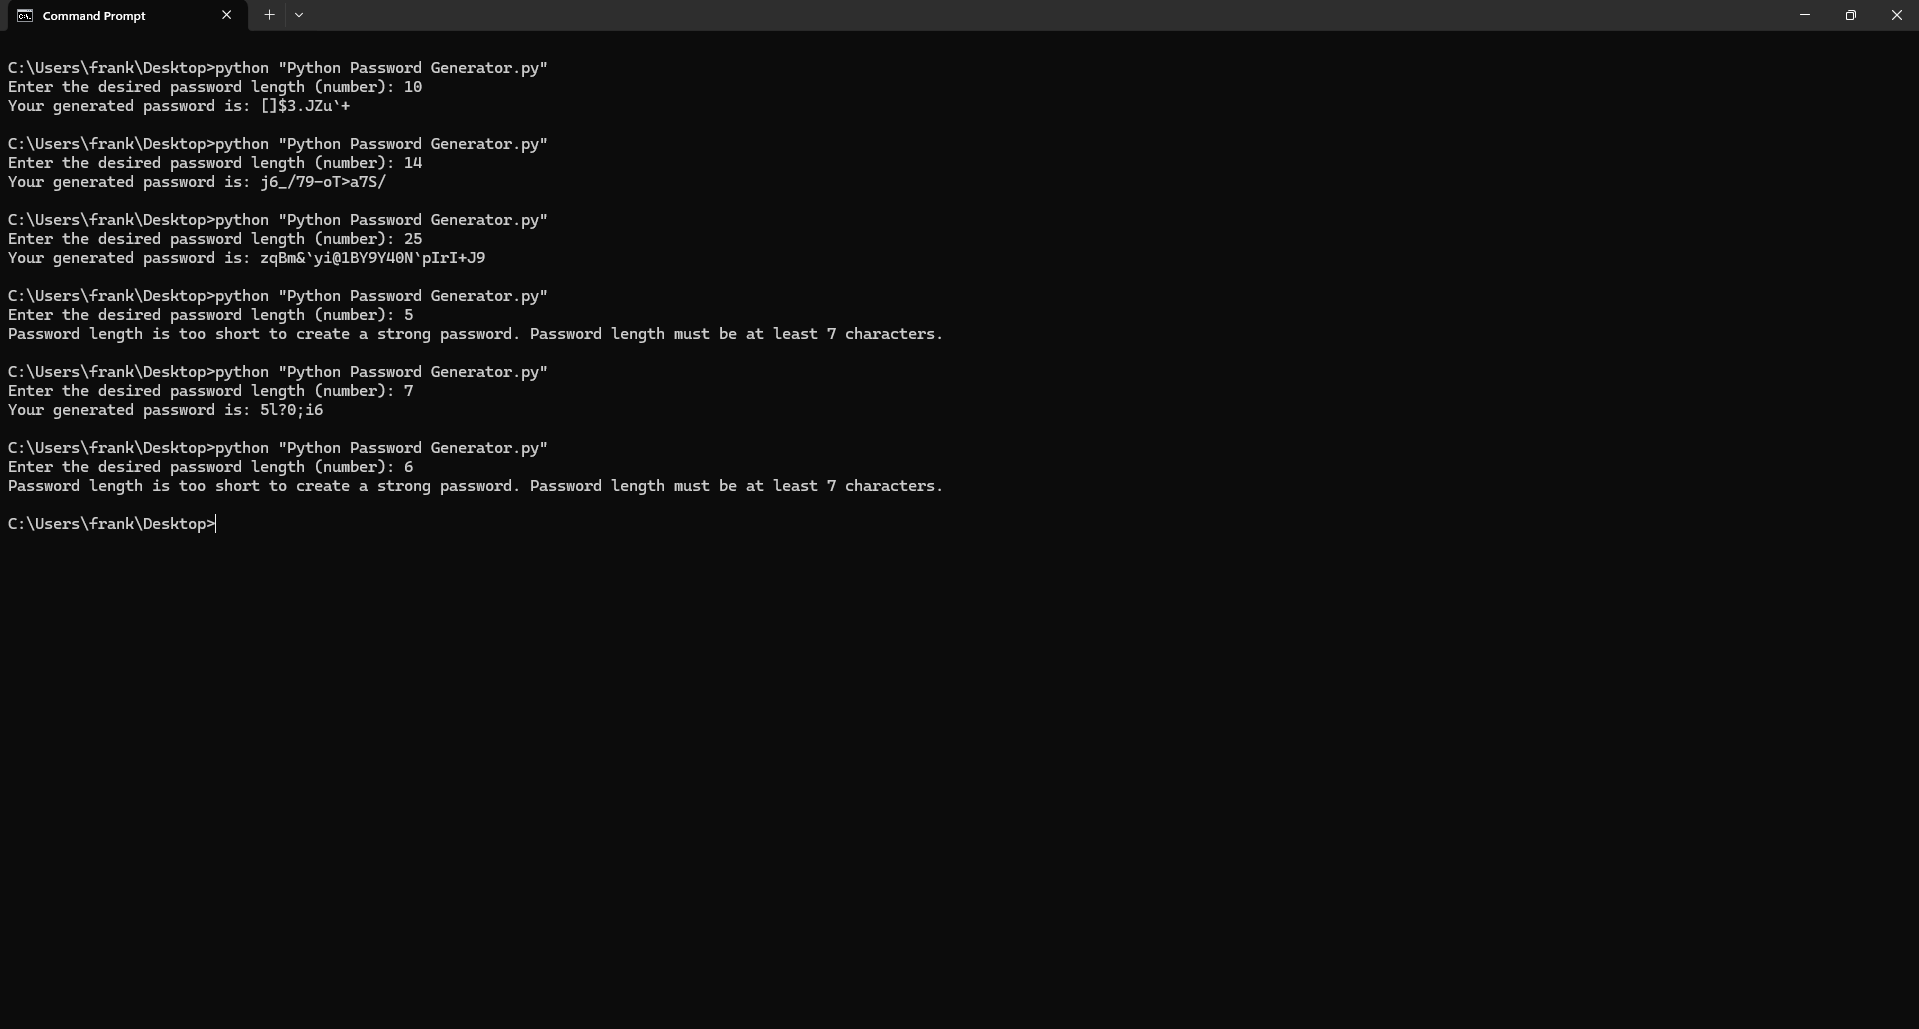 Command Prompt
C:\Users\frank\Desktop>python "Python Password Generator.py"
Enter the desired password length (number): 10
Your generated password is: []$3.JZu`+
C:\Users\frank\Desktop>python "Python Password Generator.py"
Enter the desired password length (number): 14
Your generated password is: j6_/79-oT>a7S/
C:\Users\frank\Desktop>python "Python Password Generator.py"
Enter the desired password length (number): 25
Your generated password is: zqBm&`yi@1BY9Y40N`pIrI+J9
C:\Users\frank\Desktop>python "Python Password Generator.py"
Enter the desired password length (number): 5
Password length is too short to create a strong password. Password length must be at least 7 characters.
C:\Users\frank\Desktop>python "Python Password Generator.py"
Enter the desired password length (number): 7
Your generated password is: 5l?0;i6
C:\Users\frank\Desktop>python "Python Password Generator.py"
Enter the desired password length (number): 6
Password length is too short to create a strong password. Password length must be at least 7 characters.
C:\Users\frank\Desktop>